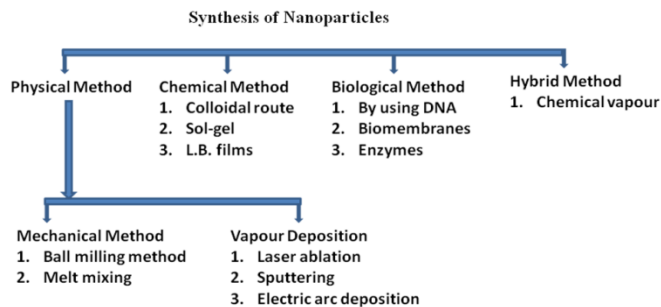 Synthesis of Nanoparticles
Physical Method
Chemical Method
1. Colloidal route
2. Sol-gel
3. L.B. films
Biological Method
1. By using DNA
2. Biomembranes
3. Enzymes
Hybrid Method
1. Chemical vapour
Mechanical Method
1. Ball milling method
2. Melt mixing
Vapour Deposition
1. Laser ablation
2. Sputtering
3. Electric arc deposition